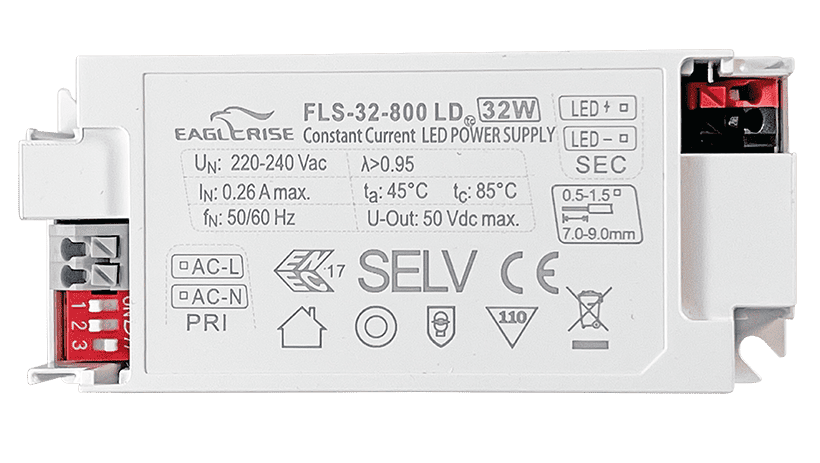 EAGLERISE
FLS-32-800 LD tc 32W
Constant Current LED POWER SUPPLY
UN: 220-240 Vac
IN: 0.26 A max.
fN: 50/60 Hz
λ>0.95
ta: 45°C tc: 85°C
U-Out: 50 Vdc max.
LED +
LED −
SEC
0.5-1.5
7.0-9.0mm
AC-L
AC-N
PRI
ENEC 17
SELV
CE
110
1
2
3